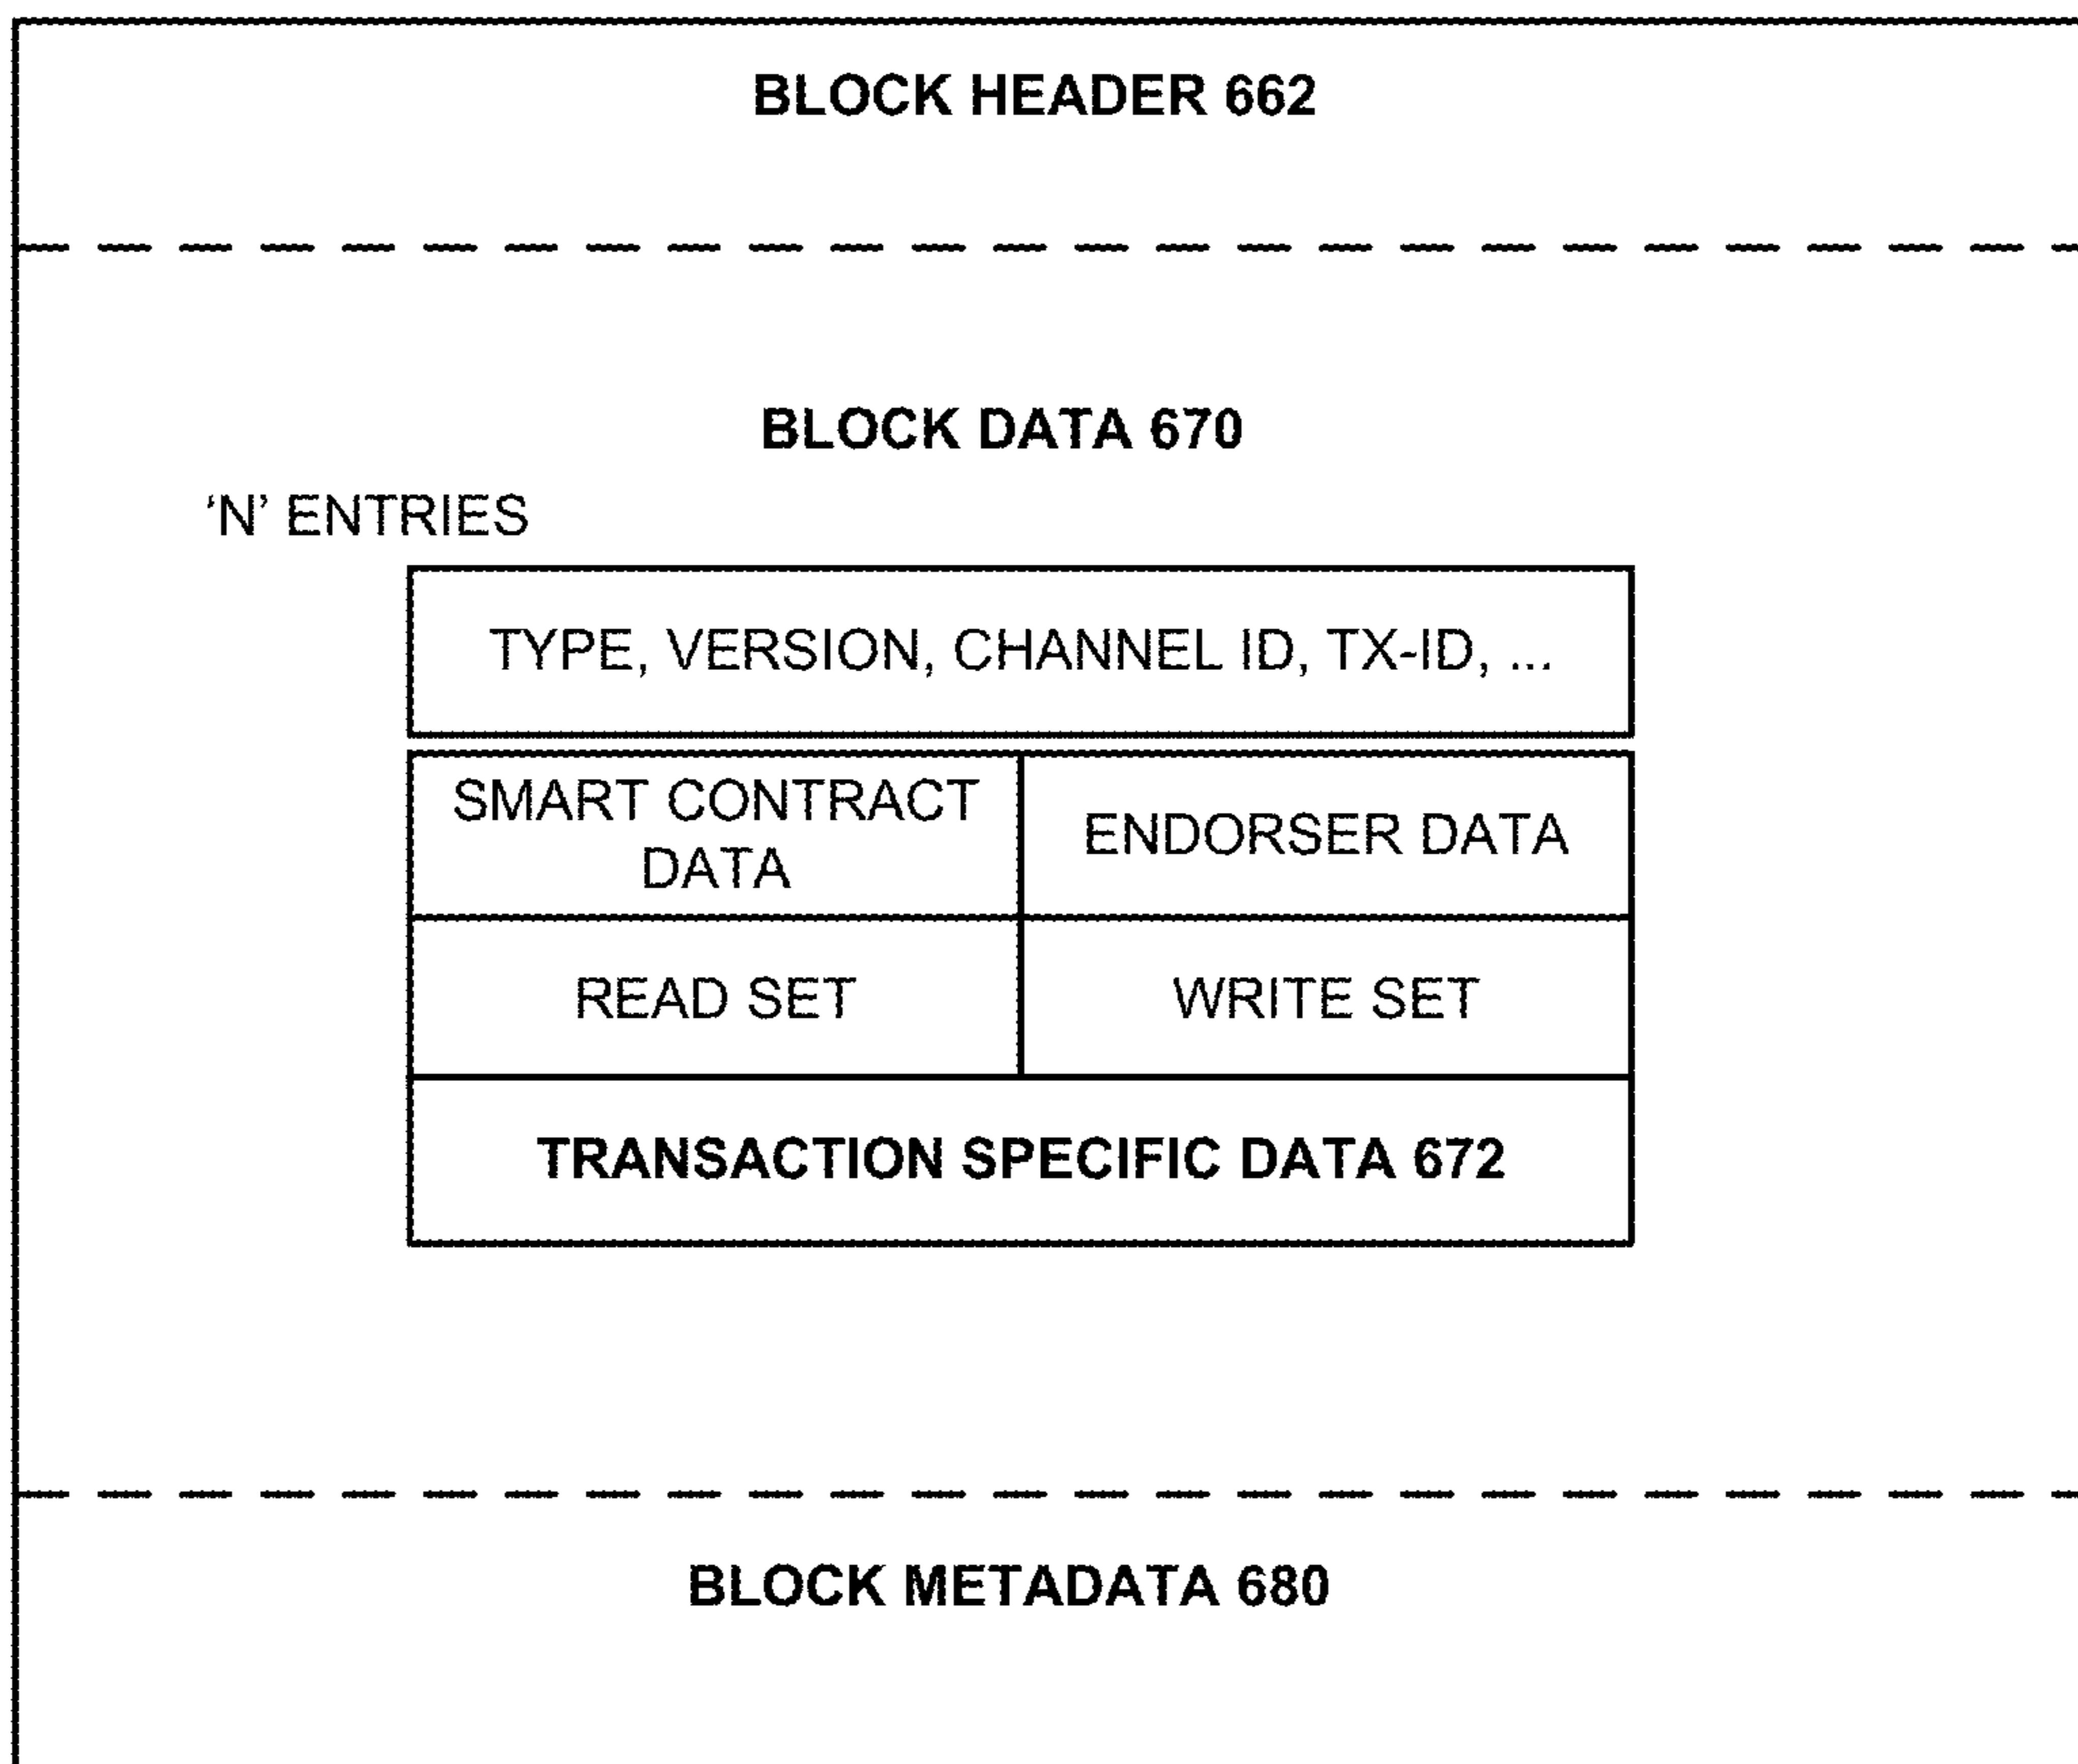 BLOCK HEADER 662
BLOCK DATA 670
‘N’ ENTRIES
TYPE, VERSION, CHANNEL ID, TX-ID, ...
SMART CONTRACT
DATA
ENDORSER DATA
READ SET
WRITE SET
TRANSACTION SPECIFIC DATA 672
BLOCK METADATA 680